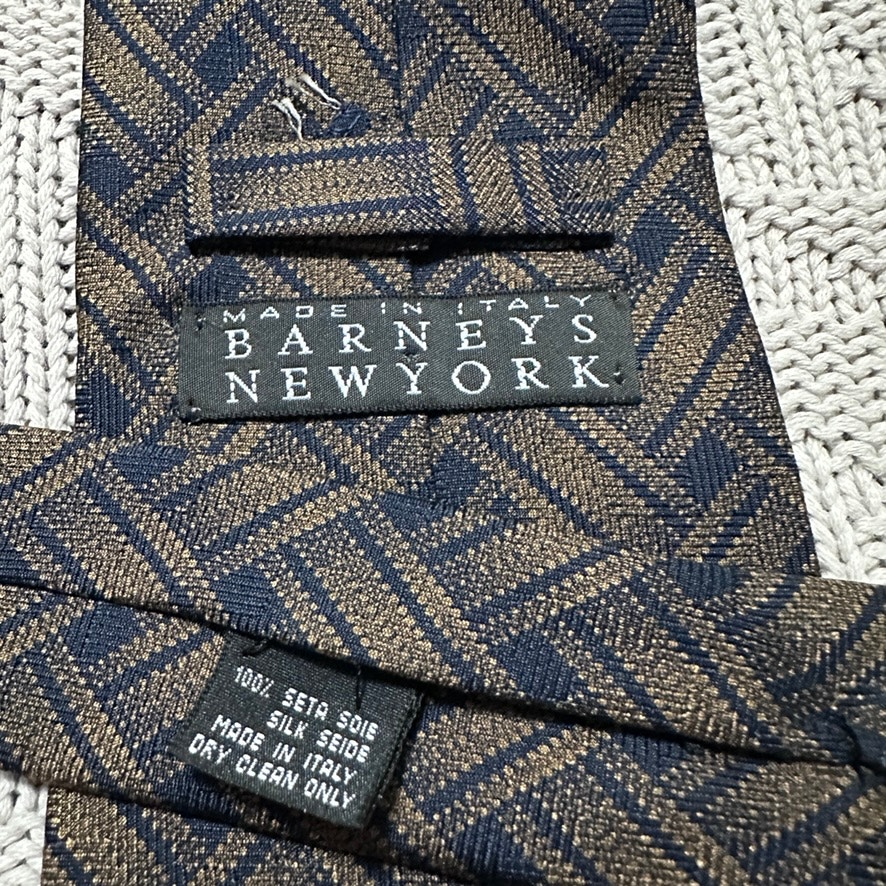 MADE IN ITALY
BARNEYS
NEWYORK
100% SETA SOIE
SILK SEIDE
MADE IN ITALY
DRY CLEAN ONLY